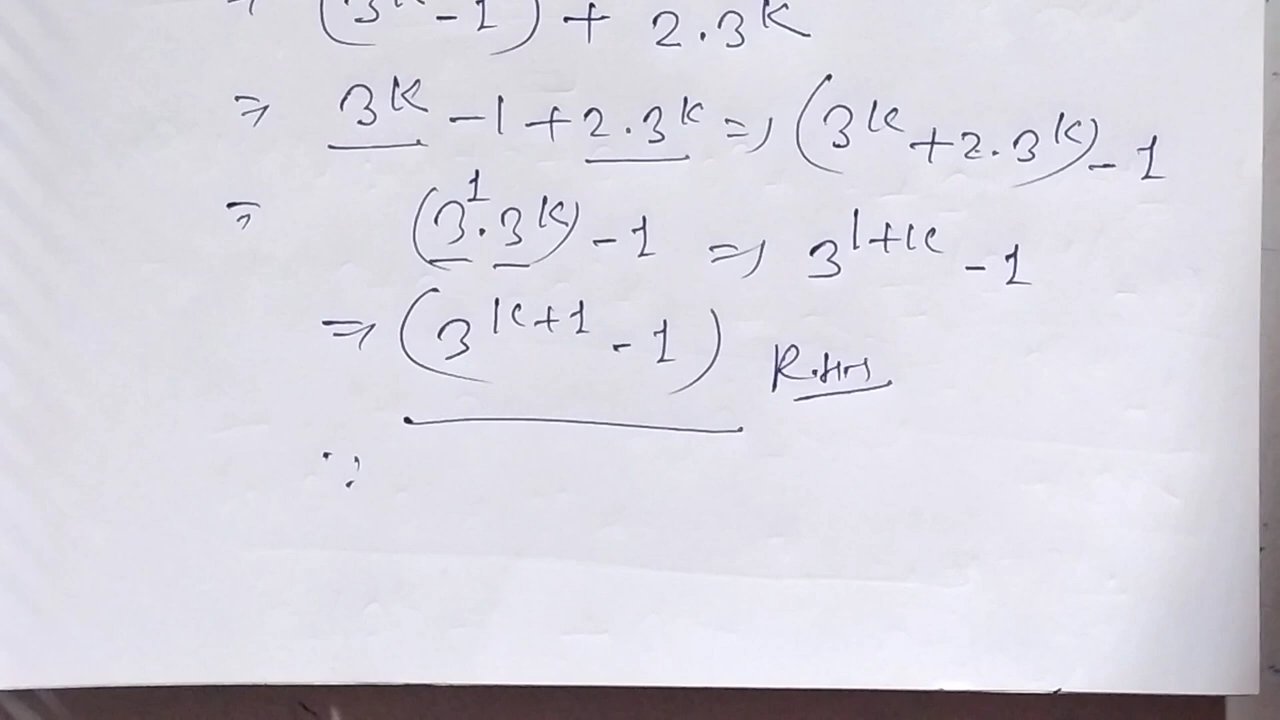 ⇒ (3^k - 1) + 2.3^k
⇒ 3^k - 1 + 2.3^k ⇒ (3^k + 2.3^k) - 1
⇒ (3^1.3^k) - 1 ⇒ 3^1+k - 1
⇒ (3^k+1 - 1) R.H.S
∵